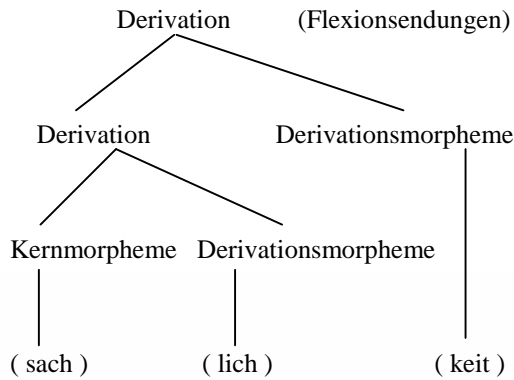 Derivation (Flexionsendungen)
Derivation Derivationsmorpheme
Kernmorpheme Derivationsmorpheme
( sach ) ( lich ) ( keit )